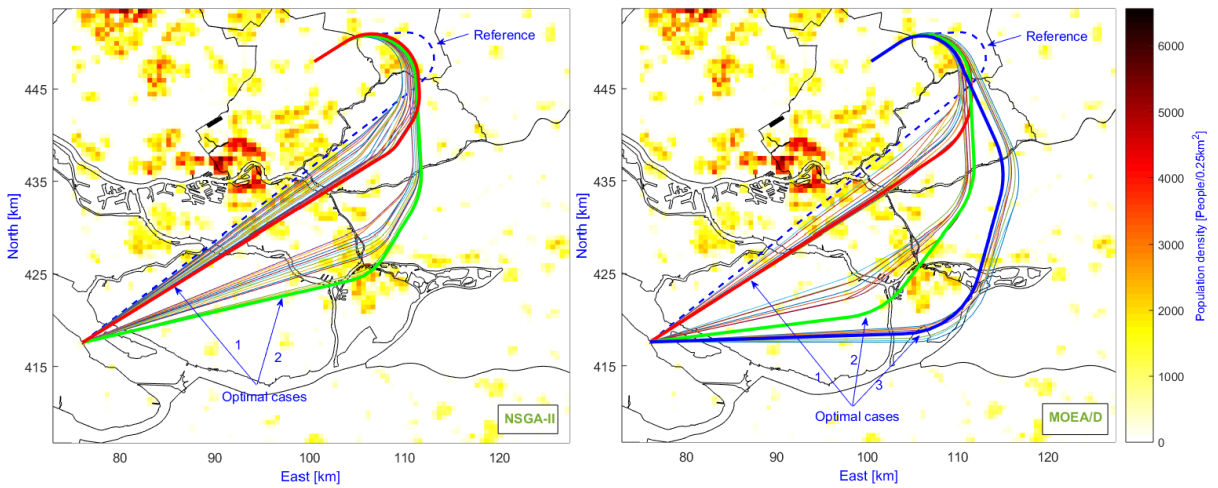 Reference
445
435
425
415
North [km]
1
2
Optimal cases
NSGA-II
80
90
100
110
120
East [km]
Reference
445
435
425
415
North [km]
1
2
3
Optimal cases
MOEA/D
80
90
100
110
120
East [km]
6000
5000
4000
3000
2000
1000
0
Population density [People/0.25km²]